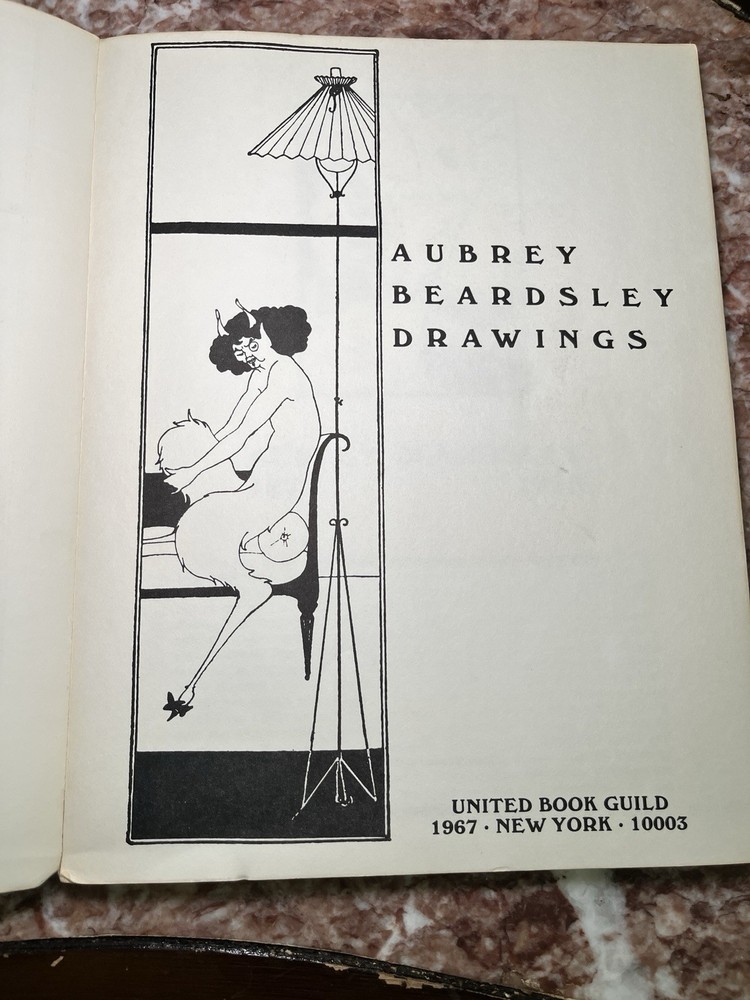 AUBREY
BEARDSLEY
DRAWINGS
UNITED BOOK GUILD
1967 · NEW YORK · 10003